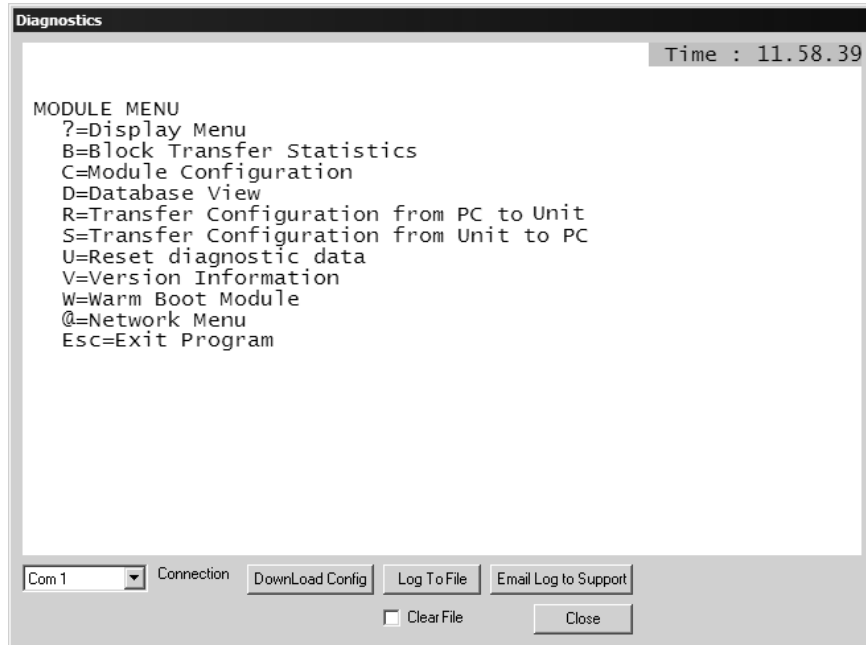 Diagnostics
Time : 11.58.39
MODULE MENU
?=Display Menu
B=Block Transfer Statistics
C=Module Configuration
D=Database View
R=Transfer Configuration from PC to Unit
S=Transfer Configuration from Unit to PC
U=Reset diagnostic data
V=Version Information
W=Warm Boot Module
@=Network Menu
Esc=Exit Program
Com 1 Connection DownLoad Config Log To File Email Log to Support
Clear File Close